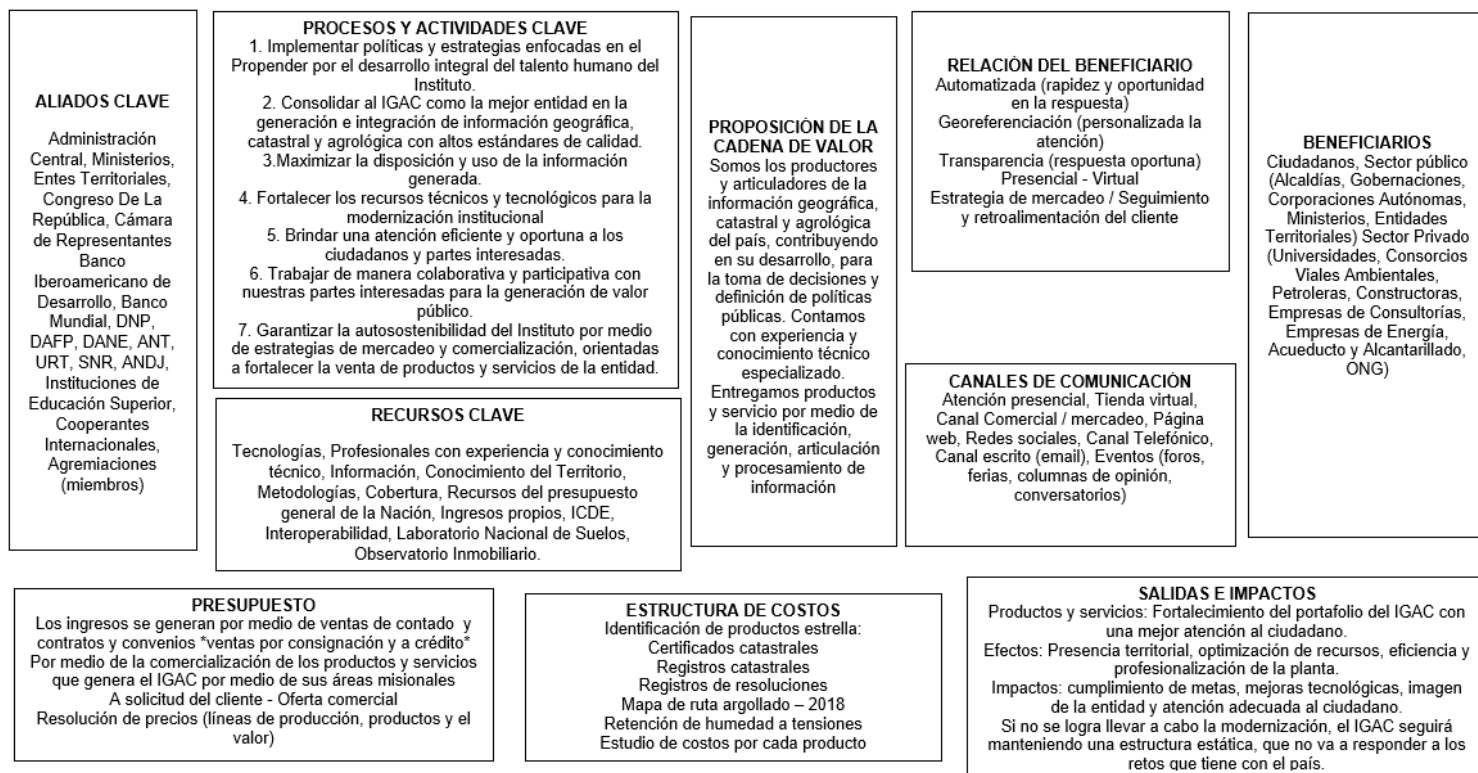 ALIADOS CLAVE
Administración
Central, Ministerios,
Entes Territoriales,
Congreso De La
República, Cámara
de Representantes
Banco
Iberoamericano de
Desarrollo, Banco
Mundial, DNP,
DAFP, DANE, ANT,
URT, SNR, ANDJ,
Instituciones de
Educación Superior,
Cooperantes
Internacionales,
Agremiaciones
(miembros)
PROCESOS Y ACTIVIDADES CLAVE
1. Implementar políticas y estrategias enfocadas en el
Propender por el desarrollo integral del talento humano del
Instituto.
2. Consolidar al IGAC como la mejor entidad en la
generación e integración de información geográfica,
catastral y agrológica con altos estándares de calidad.
3.Maximizar la disposición y uso de la información
generada.
4. Fortalecer los recursos técnicos y tecnológicos para la
modernización institucional
5. Brindar una atención eficiente y oportuna a los
ciudadanos y partes interesadas.
6. Trabajar de manera colaborativa y participativa con
nuestras partes interesadas para la generación de valor
público.
7. Garantizar la autosostenibilidad del Instituto por medio
de estrategias de mercadeo y comercialización, orientadas
a fortalecer la venta de productos y servicios de la entidad.
RECURSOS CLAVE
Tecnologías, Profesionales con experiencia y conocimiento
técnico, Información, Conocimiento del Territorio,
Metodologías, Cobertura, Recursos del presupuesto
general de la Nación, Ingresos propios, ICDE,
Interoperabilidad, Laboratorio Nacional de Suelos,
Observatorio Inmobiliario.
PROPOSICIÓN DE LA
CADENA DE VALOR
Somos los productores
y articuladores de la
información geográfica,
catastral y agrológica
del país, contribuyendo
en su desarrollo, para
la toma de decisiones y
definición de políticas
públicas. Contamos
con experiencia y
conocimiento técnico
especializado.
Entregamos productos
y servicio por medio de
la identificación,
generación, articulación
y procesamiento de
información
RELACIÓN DEL BENEFICIARIO
Automatizada (rapidez y oportunidad
en la respuesta)
Georeferenciación (personalizada la
atención)
Transparencia (respuesta oportuna)
Presencial - Virtual
Estrategia de mercadeo / Seguimiento
y retroalimentación del cliente
CANALES DE COMUNICACIÓN
Atención presencial, Tienda virtual,
Canal Comercial / mercadeo, Página
web, Redes sociales, Canal Telefónico,
Canal escrito (email), Eventos (foros,
ferias, columnas de opinión,
conversatorios)
BENEFICIARIOS
Ciudadanos, Sector público
(Alcaldías, Gobernaciones,
Corporaciones Autónomas,
Ministerios, Entidades
Territoriales) Sector Privado
(Universidades, Consorcios
Viales Ambientales,
Petroleras, Constructoras,
Empresas de Consultorías,
Empresas de Energía,
Acueducto y Alcantarillado,
ONG)
PRESUPUESTO
Los ingresos se generan por medio de ventas de contado y
contratos y convenios *ventas por consignación y a crédito*
Por medio de la comercialización de los productos y servicios
que genera el IGAC por medio de sus áreas misionales
A solicitud del cliente - Oferta comercial
Resolución de precios (líneas de producción, productos y el
valor)
ESTRUCTURA DE COSTOS
Identificación de productos estrella:
Certificados catastrales
Registros catastrales
Registros de resoluciones
Mapa de ruta argollado – 2018
Retención de humedad a tensiones
Estudio de costos por cada producto
SALIDAS E IMPACTOS
Productos y servicios: Fortalecimiento del portafolio del IGAC con
una mejor atención al ciudadano.
Efectos: Presencia territorial, optimización de recursos, eficiencia y
profesionalización de la planta.
Impactos: cumplimiento de metas, mejoras tecnológicas, imagen
de la entidad y atención adecuada al ciudadano.
Si no se logra llevar a cabo la modernización, el IGAC seguirá
manteniendo una estructura estática, que no va a responder a los
retos que tiene con el país.